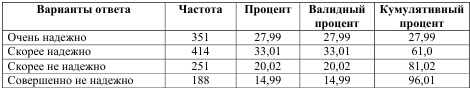 Варианты ответа Частота Процент Валидный процент Кумулятивный процент
Очень надежно 351 27,99 27,99 27,99
Скорее надежно 414 33,01 33,01 61,0
Скорее не надежно 251 20,02 20,02 81,02
Совершенно не надежно 188 14,99 14,99 96,01